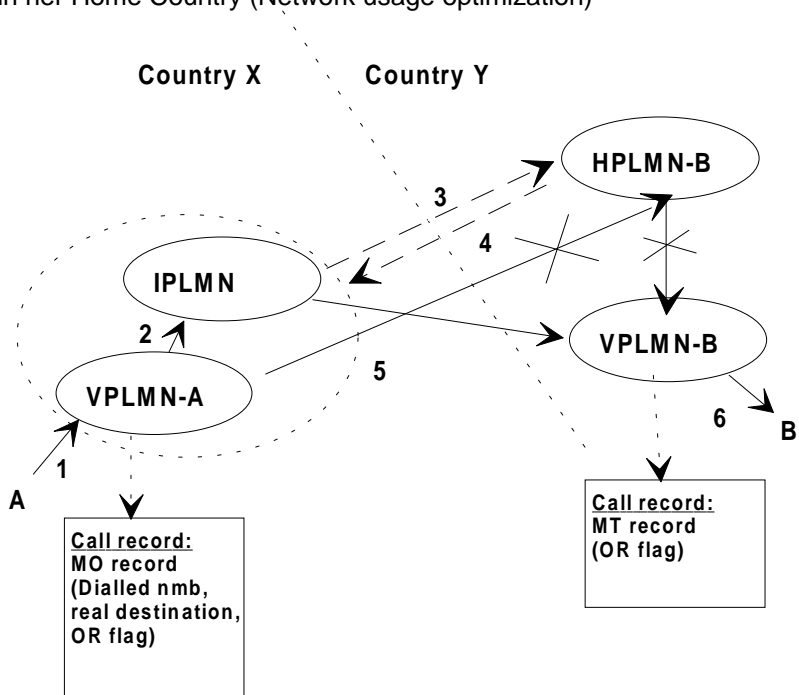 in her Home Country (Network usage optimization)
Country X
Country Y
HPLMN-B
3
4
IPLMN
2
VPLMN-B
5
VPLMN-A
6
B
1
A
Call record:
MT record
(OR flag)
Call record:
MO record
(Dialled nmb,
real destination,
OR flag)